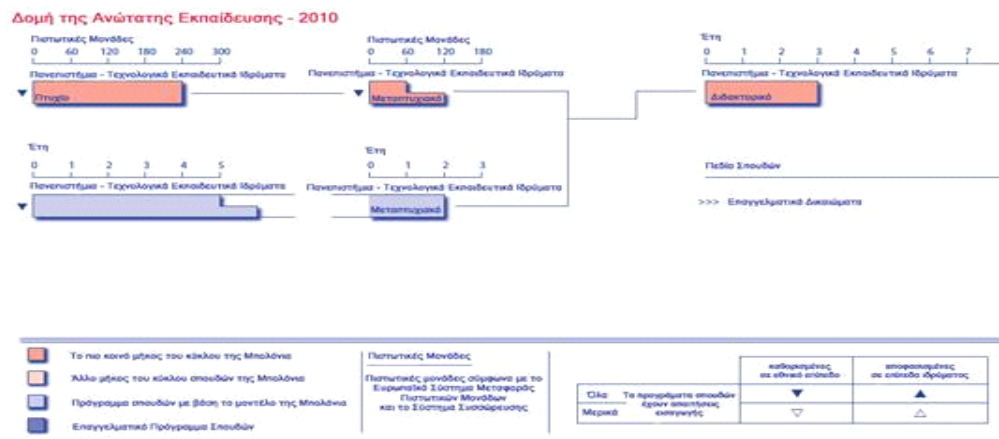 Δομή της Ανώτατης Εκπαίδευσης - 2010
Πιστωτικές Μονάδες
0 60 120 180 240 300
Πανεπιστήμια - Τεχνολογικά Εκπαιδευτικά Ιδρύματα
Πτυχίο
Πιστωτικές Μονάδες
0 60 120 180
Πανεπιστήμια - Τεχνολογικά Εκπαιδευτικά Ιδρύματα
Μεταπτυχιακό
Έτη
0 1 2 3 4 5 6 7
Πανεπιστήμια - Τεχνολογικά Εκπαιδευτικά Ιδρύματα
Διδακτορικό
Έτη
0 1 2 3 4 5
Πανεπιστήμια - Τεχνολογικά Εκπαιδευτικά Ιδρύματα
Έτη
0 1 2 3
Πανεπιστήμια - Τεχνολογικά Εκπαιδευτικά Ιδρύματα
Μεταπτυχιακό
Πεδίο Σπουδών
>>> Επαγγελματικά Δικαιώματα
Το πιο κοινό μήκος του κύκλου της Μπολόνια
Άλλο μήκος του κύκλου σπουδών της Μπολόνια
Πρόγραμμα σπουδών με βάση το μοντέλο της Μπολόνια
Επαγγελματικό Πρόγραμμα Σπουδών
Πιστωτικές Μονάδες
Πιστωτικές μονάδες σύμφωνα με το
Ευρωπαϊκό Σύστημα Μεταφοράς
Πιστωτικών Μονάδων
και το Σύστημα Συσσώρευσης
καθορισμένος
σε εθνικό επίπεδο
αποφασισμένος
σε επίπεδο ιδρύματος
Όλα
Μερικά
Τα προγράμματα σπουδών
έχουν απαιτήσεις
εισαγωγής